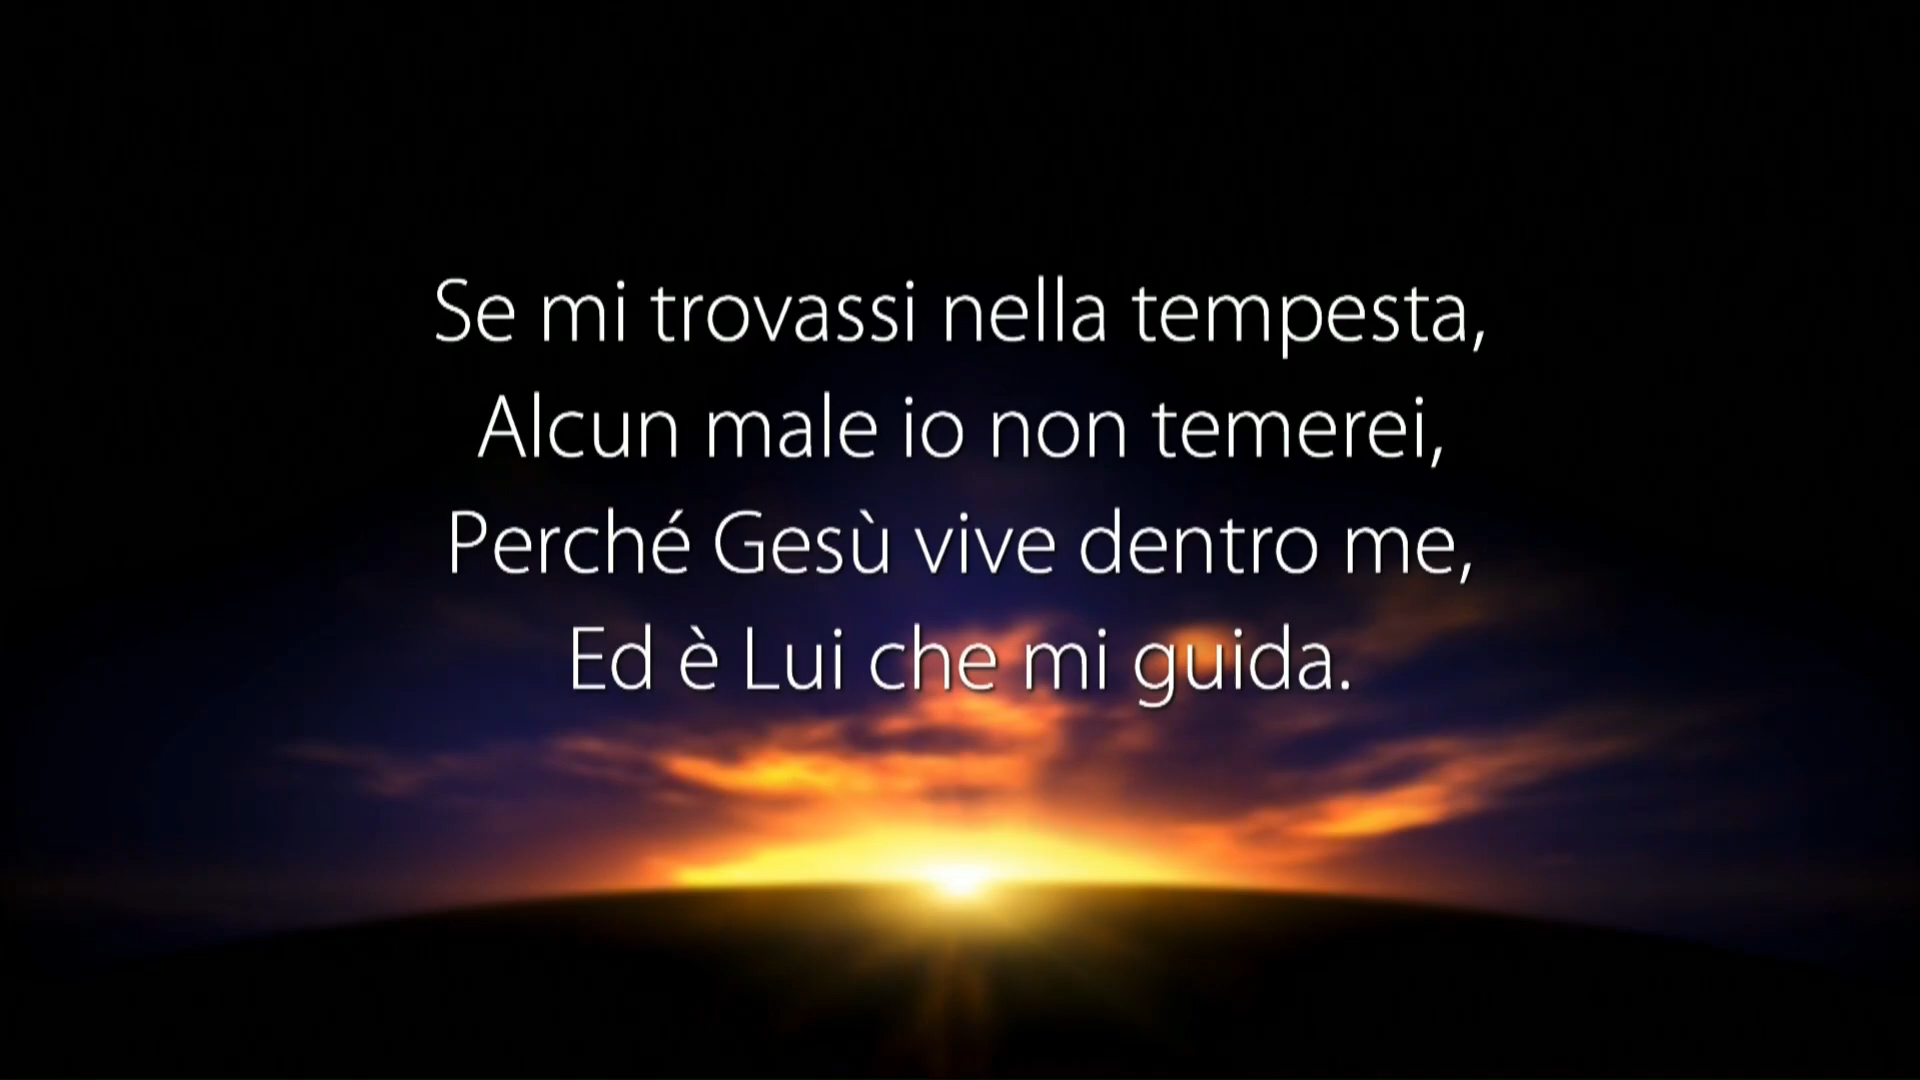 Se mi trovassi nella tempesta,
Alcun male io non temerei,
Perché Gesù vive dentro me,
Ed è Lui che mi guida.